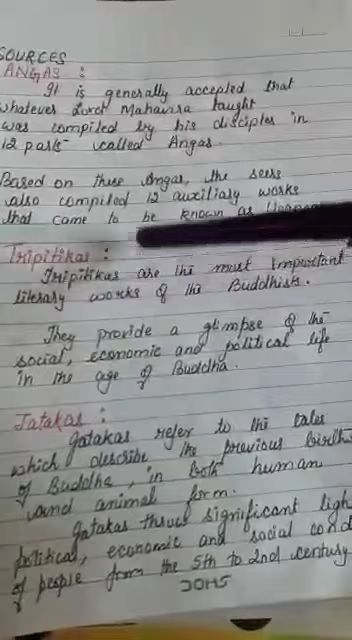 SOURCES
ANGAS :
It is generally accepted that
whatever Lord Mahavira taught
was compiled by his disciples in
12 parts called Angas.
Based on these Angas, the seers
also compiled 12 auxiliary works
that came to be known as
Tripitikas :
Tripitikas are the most important
literary works of the Buddhists.
They provide a glimpse of the
social, economic and political life
in the age of Buddha.
Jatakas :
Jatakas refer to the tales
which describe the previous births
of Buddha, in both human
and animal form.
Jatakas throw significant ligh
political, economic and social cond
of people from the 5th to 2nd century